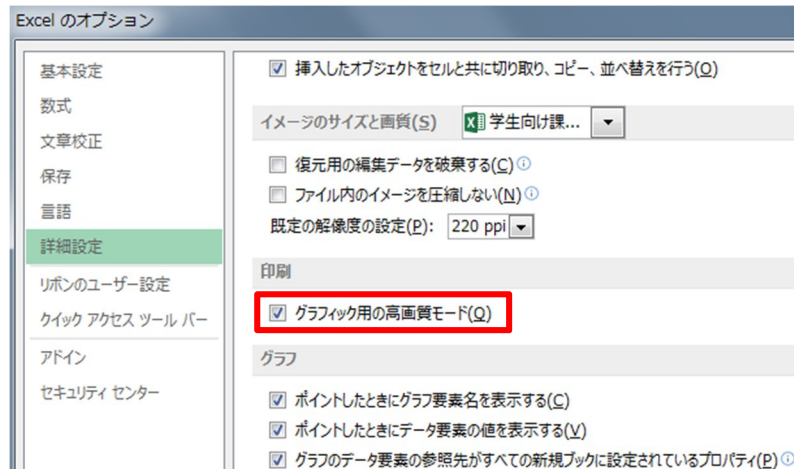 Excel のオプション
基本設定
数式
文章校正
保存
言語
詳細設定
リボンのユーザー設定
クイック アクセス ツール バー
アドイン
セキュリティ センター
挿入したオブジェクトをセルと共に切り取り、コピー、並べ替えを行う(O)
イメージのサイズと画質(S) 学生向け課...
復元用の編集データを破棄する(C)
ファイル内のイメージを圧縮しない(N)
既定の解像度の設定(P): 220 ppi
印刷
グラフィック用の高画質モード(Q)
グラフ
ポイントしたときにグラフ要素名を表示する(C)
ポイントしたときにデータ要素の値を表示する(V)
グラフのデータ要素の参照先がすべての新規ブックに設定されているプロパティ(P)